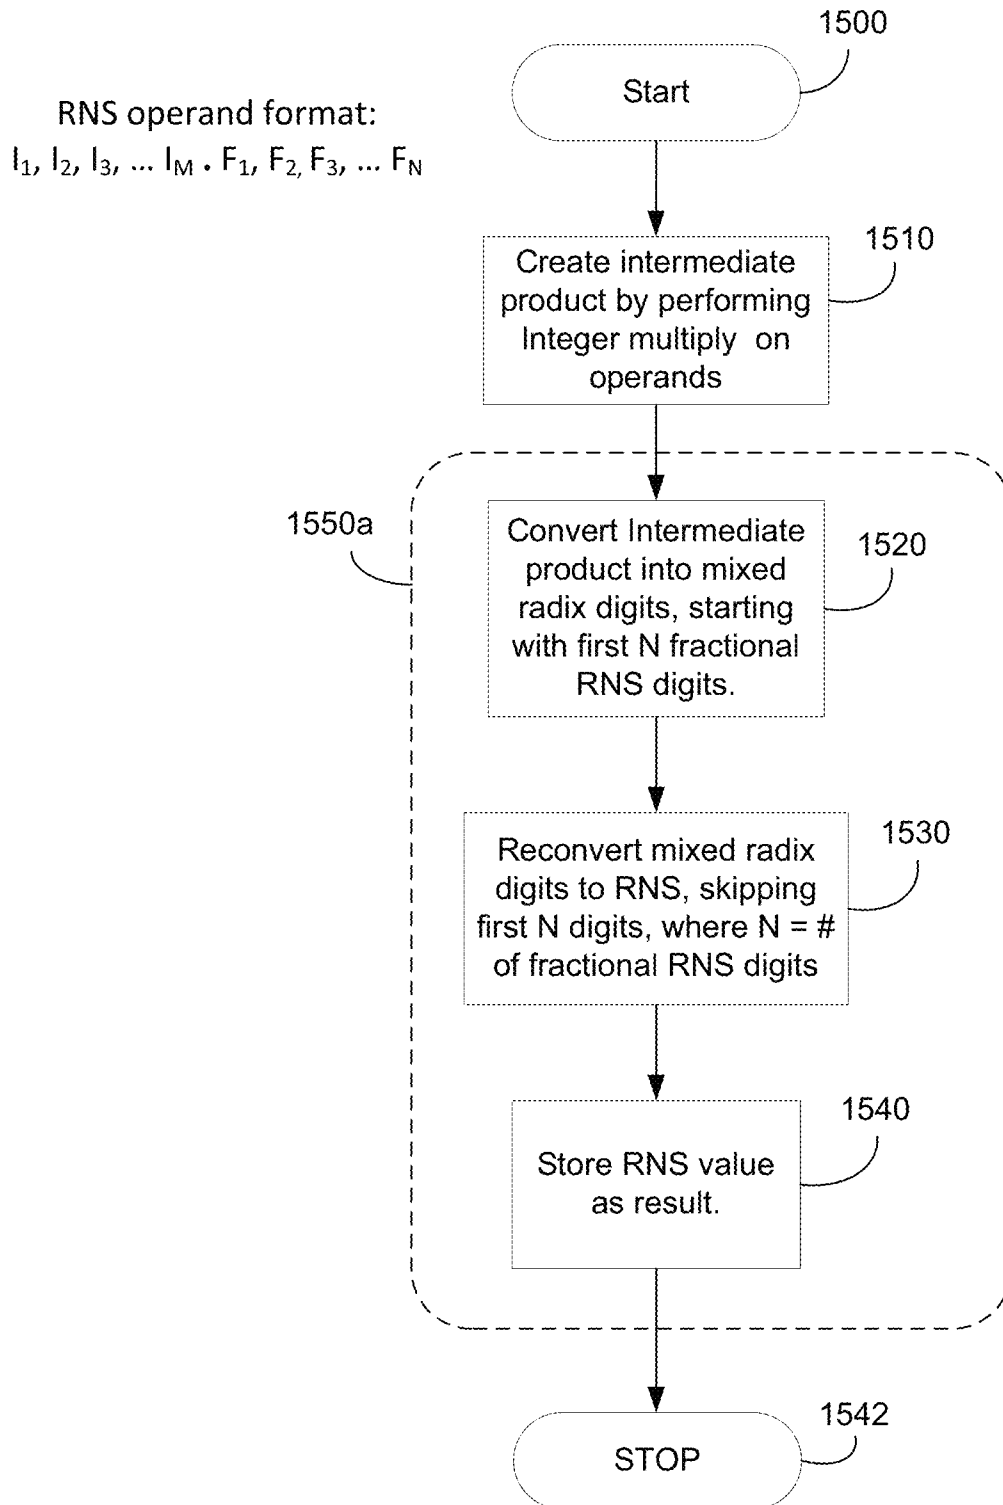 1500
Start
RNS operand format:
I₁, I₂, I₃, ... I_M . F₁, F₂, F₃, ... F_N
1510
Create intermediate
product by performing
Integer multiply on
operands
1550a
1520
Convert Intermediate
product into mixed
radix digits, starting
with first N fractional
RNS digits.
1530
Reconvert mixed radix
digits to RNS, skipping
first N digits, where N = #
of fractional RNS digits
1540
Store RNS value
as result.
1542
STOP